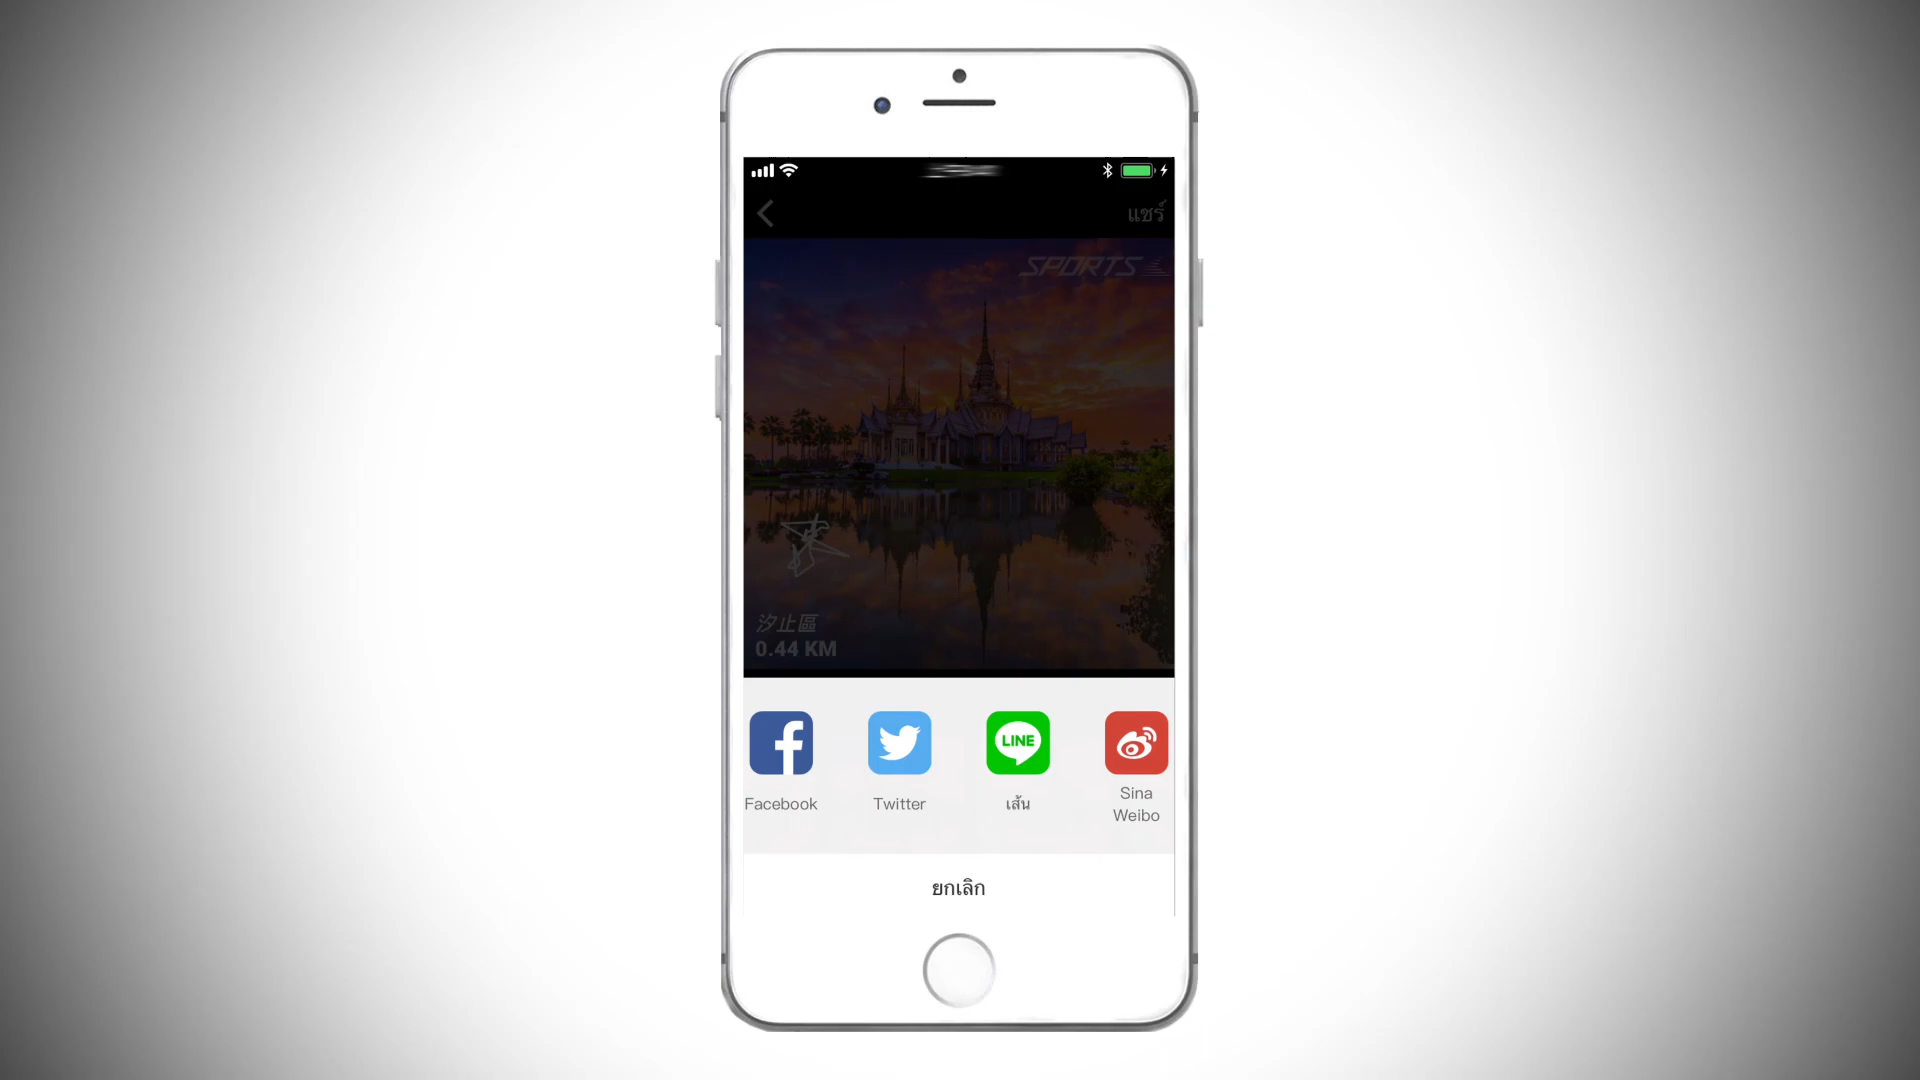 แชร์
SPORTS
汐止區
0.44 KM
LINE
Facebook
Twitter
เส้น
Sina
Weibo
ยกเลิก